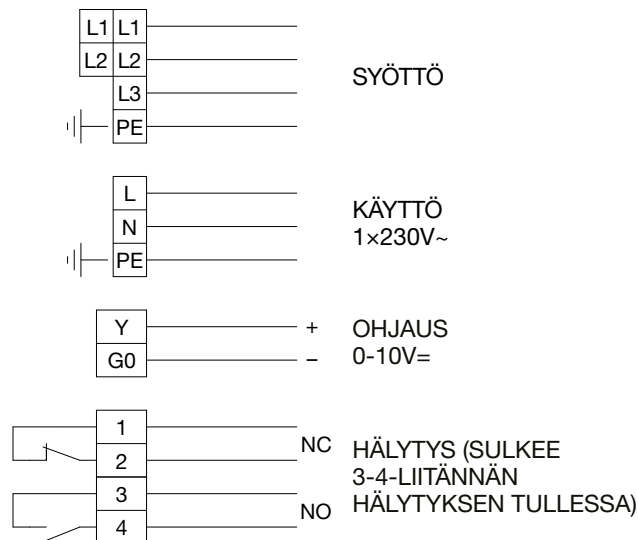 L1 L1
L2 L2
L3
PE
SYÖTTÖ
L
N
PE
KÄYTTÖ
1×230V~
Y +
G0 –
OHJAUS
0-10V=
1
2
NC
3
4
NO
HÄLYTYS (SULKEE
3-4-LIITÄNNÄN
HÄLYTYKSEN TULLESSA)